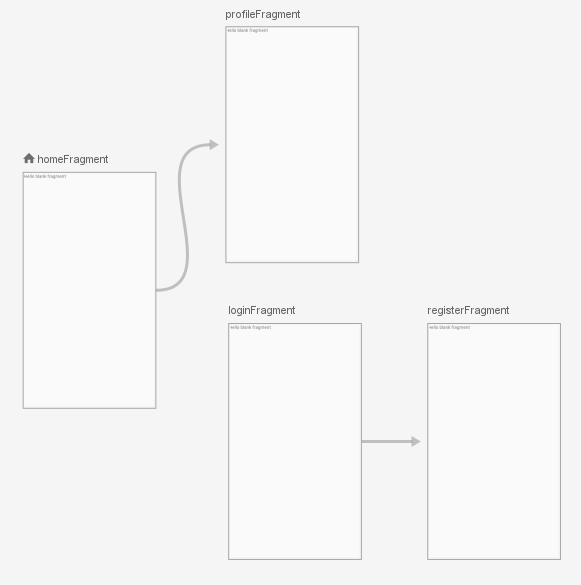 profileFragment
Hello blank fragment
homeFragment
Hello blank fragment
loginFragment
registerFragment
Hello blank fragment
Hello blank fragment